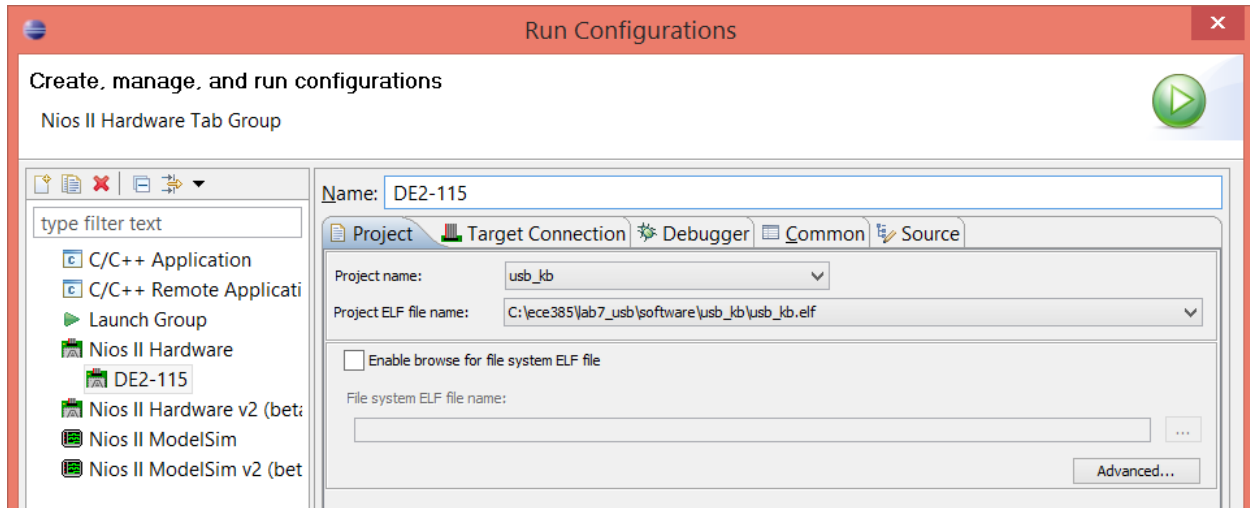 Run Configurations
Create, manage, and run configurations
Nios II Hardware Tab Group
type filter text
C/C++ Application
C/C++ Remote Applicati
Launch Group
Nios II Hardware
DE2-115
Nios II Hardware v2 (beta
Nios II ModelSim
Nios II ModelSim v2 (bet
Name: DE2-115
Project Target Connection Debugger Common Source
Project name: usb_kb
Project ELF file name: C:\ece385\lab7_usb\software\usb_kb\usb_kb.elf
Enable browse for file system ELF file
File system ELF file name:
...
Advanced...